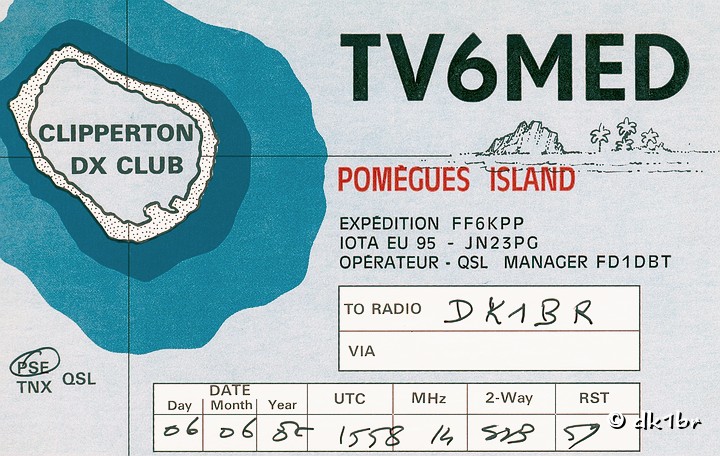 TV6MED
CLIPPERTON
DX CLUB
POMÈGUES ISLAND
EXPÉDITION FF6KPP
IOTA EU 95 - JN23PG
OPÉRATEUR - QSL MANAGER FD1DBT
TO RADIO DK1BR
VIA
PSE
TNX QSL
DATE
Day Month Year UTC MHz 2-Way RST
06 06 1558 14 SSB
© dk1br